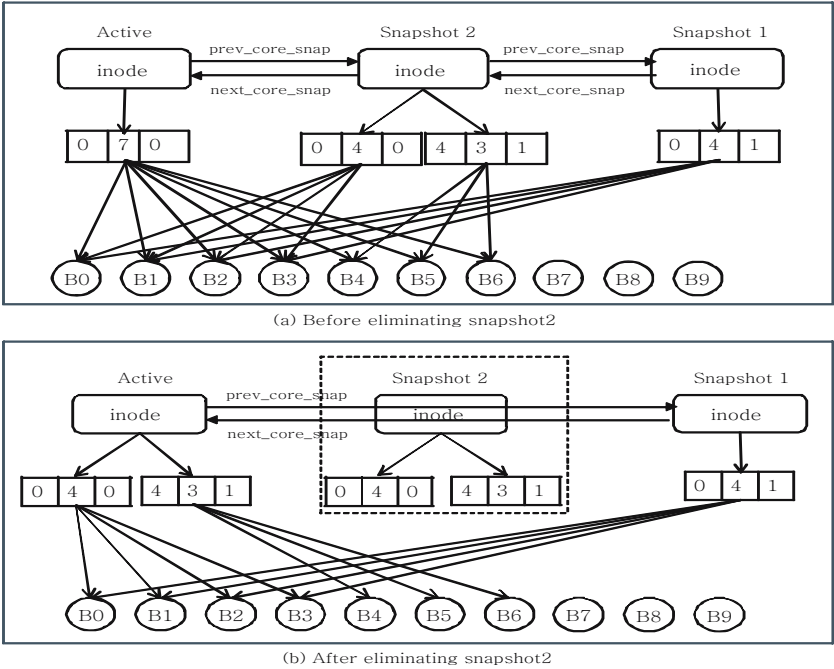 Active Snapshot 2 Snapshot 1
prev_core_snap prev_core_snap
inode inode inode
next_core_snap next_core_snap
0 7 0 0 4 0 4 3 1 0 4 1
B0 B1 B2 B3 B4 B5 B6 B7 B8 B9
(a) Before eliminating snapshot2
Active Snapshot 2 Snapshot 1
prev_core_snap
inode inode inode
next_core_snap
0 4 0 4 3 1 0 4 0 4 3 1 0 4 1
B0 B1 B2 B3 B4 B5 B6 B7 B8 B9
(b) After eliminating snapshot2